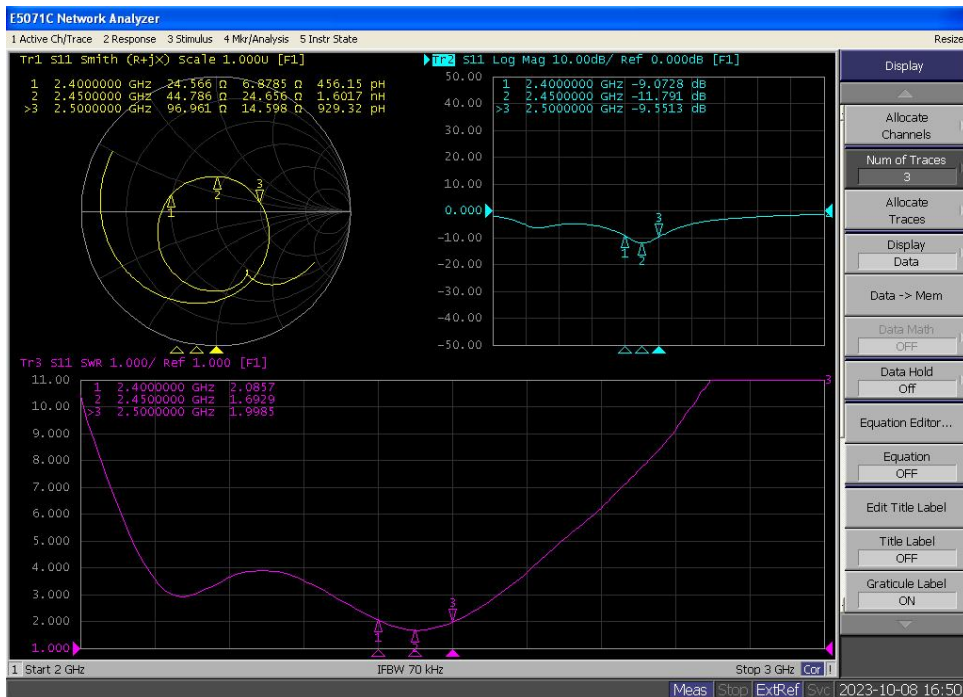 E5071C Network Analyzer
1 Active Ch/Trace 2 Response 3 Stimulus 4 Mkr/Analysis 5 Instr State
Resize
Tr1 S11 Smith (R+jX) Scale 1.000U [F1]
1 2.4000000 GHz 24.566 Ω 6.8785 Ω 456.15 pH
2 2.4500000 GHz 44.786 Ω 24.656 Ω 1.6017 nH
>3 2.5000000 GHz 96.961 Ω 14.598 Ω 929.32 pH
1
2
3
Tr2 S11 Log Mag 10.00dB/ Ref 0.000dB [F1]
50.00
40.00
30.00
20.00
10.00
0.000
-10.00
-20.00
-30.00
-40.00
-50.00
1 2.4000000 GHz -9.0728 dB
2 2.4500000 GHz -11.791 dB
>3 2.5000000 GHz -9.5513 dB
1
2
3
Tr3 S11 SWR 1.000/ Ref 1.000 [F1]
11.00
10.00
9.000
8.000
7.000
6.000
5.000
4.000
3.000
2.000
1.000
1 2.4000000 GHz 2.0857
2 2.4500000 GHz 1.6929
>3 2.5000000 GHz 1.9985
3
1
3
1 Start 2 GHz
IFBW 70 kHz
Stop 3 GHz Cor !
Display
Allocate
Channels
Num of Traces
3
Allocate
Traces
Display
Data
Data -> Mem
Data Math
OFF
Data Hold
Off
Equation Editor...
Equation
OFF
Edit Title Label
Title Label
OFF
Graticule Label
ON
Meas Stop ExtRef Svc 2023-10-08 16:50